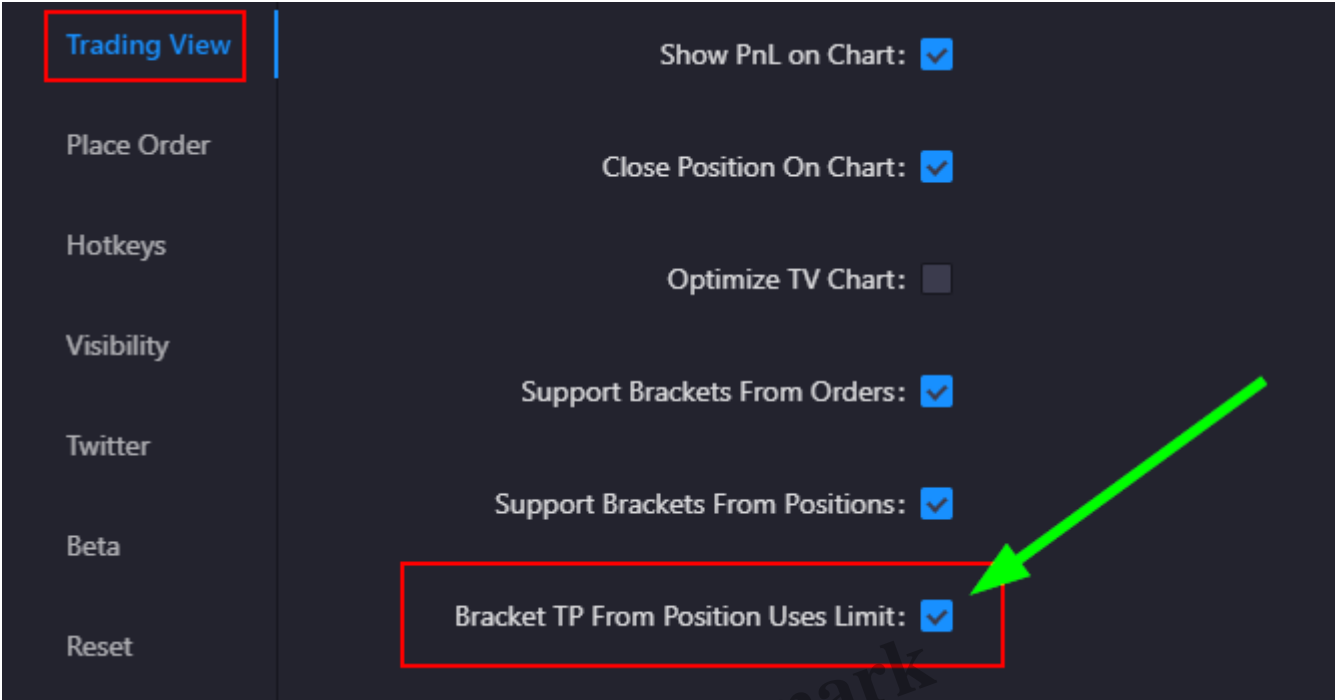 Trading View
Place Order
Hotkeys
Visibility
Twitter
Beta
Reset
Show PnL on Chart:
Close Position On Chart:
Optimize TV Chart:
Support Brackets From Orders:
Support Brackets From Positions:
Bracket TP From Position Uses Limit: